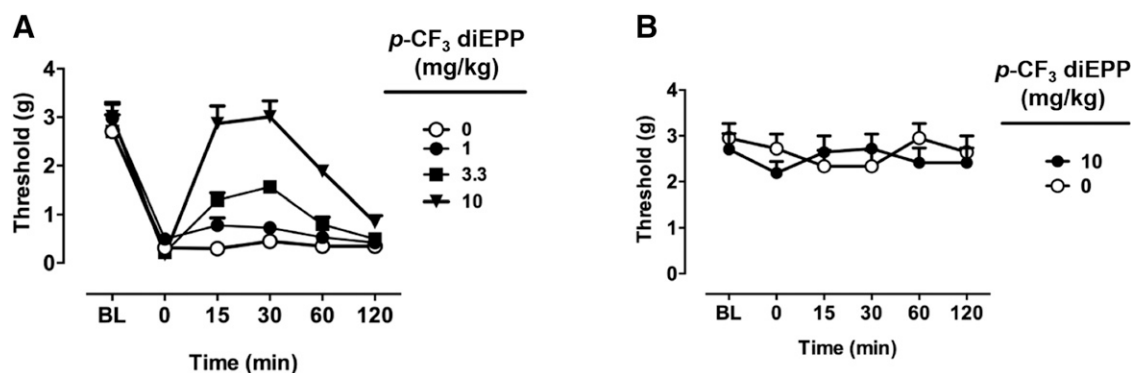 A
p-CF₃ diEPP
(mg/kg)
Threshold (g)
4
3
2
1
0
0
1
3.3
10
BL 0 15 30 60 120
Time (min)
B
p-CF₃ diEPP
(mg/kg)
Threshold (g)
4
3
2
1
0
10
0
BL 0 15 30 60 120
Time (min)